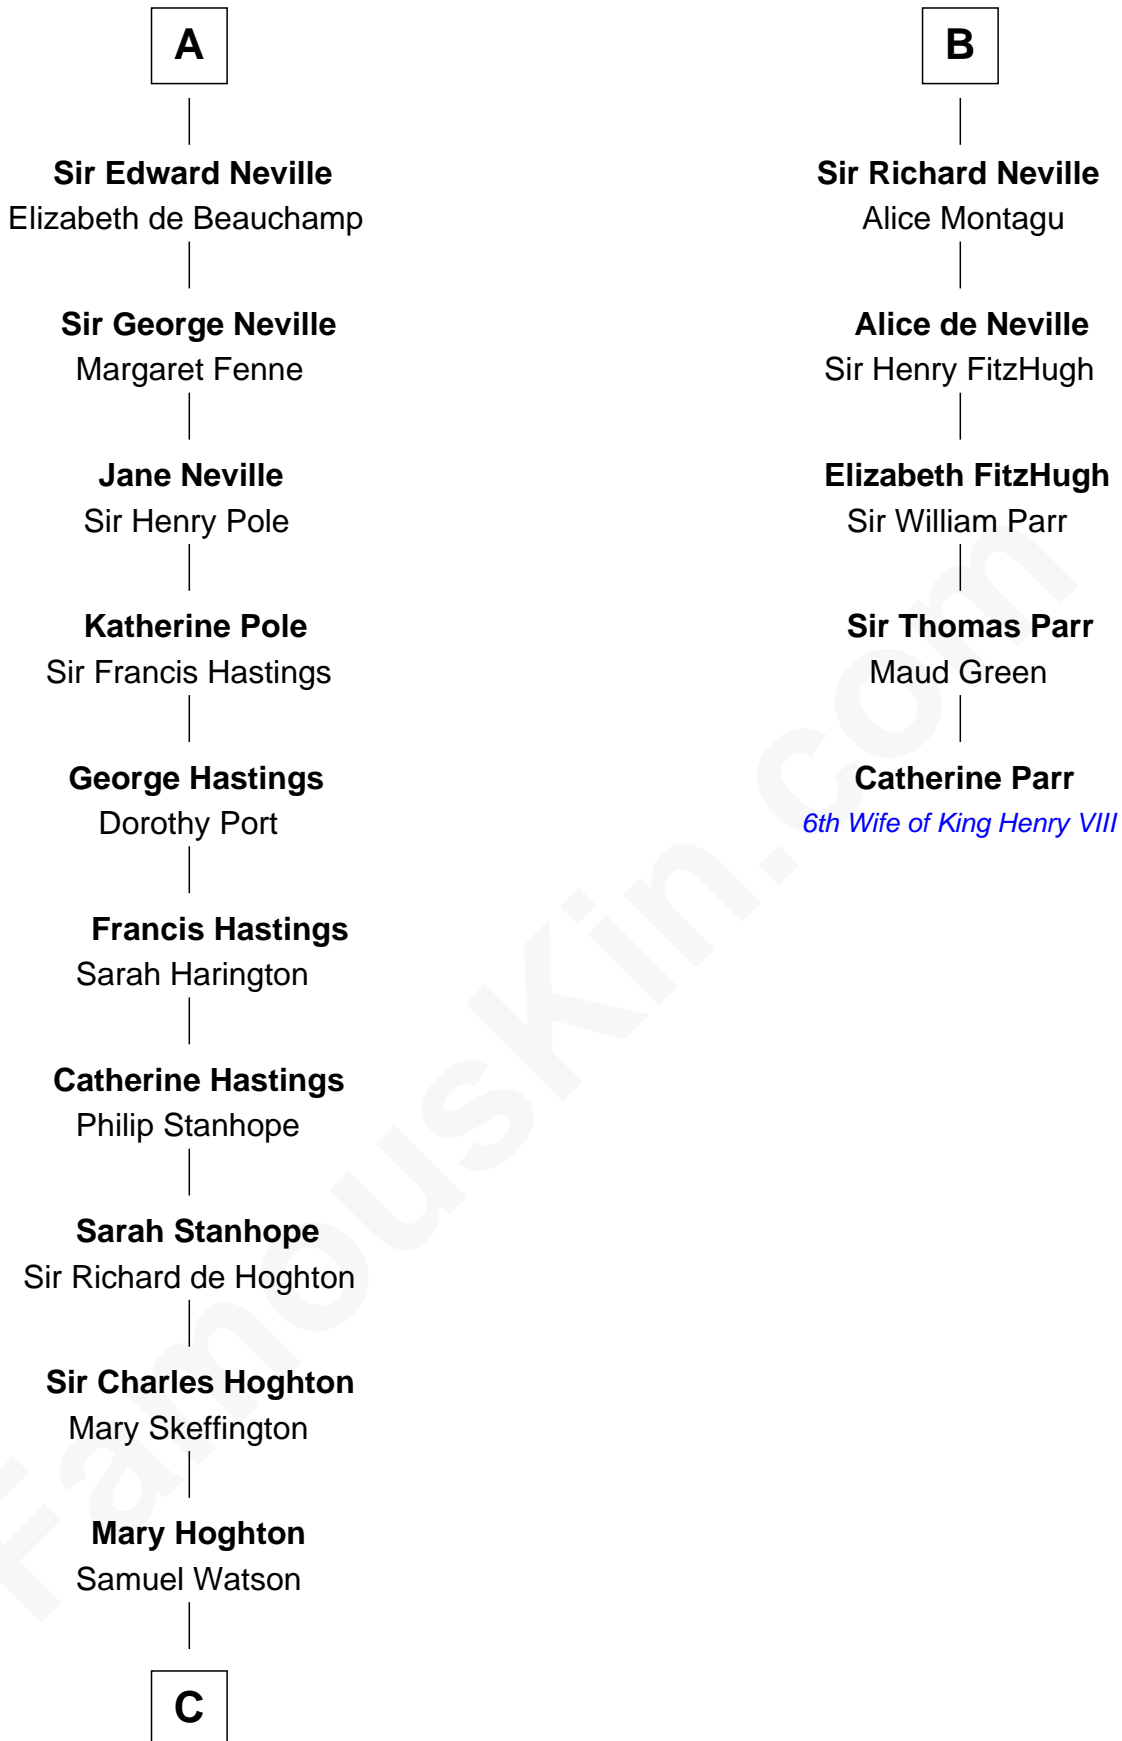 A
Sir Edward Neville
Elizabeth de Beauchamp
Sir George Neville
Margaret Fenne
Jane Neville
Sir Henry Pole
Katherine Pole
Sir Francis Hastings
George Hastings
Dorothy Port
Francis Hastings
Sarah Harington
Catherine Hastings
Philip Stanhope
Sarah Stanhope
Sir Richard de Hoghton
Sir Charles Hoghton
Mary Skeffington
Mary Hoghton
Samuel Watson
C
B
Sir Richard Neville
Alice Montagu
Alice de Neville
Sir Henry FitzHugh
Elizabeth FitzHugh
Sir William Parr
Sir Thomas Parr
Maud Green
Catherine Parr
6th Wife of King Henry VIII
FamousKin.com